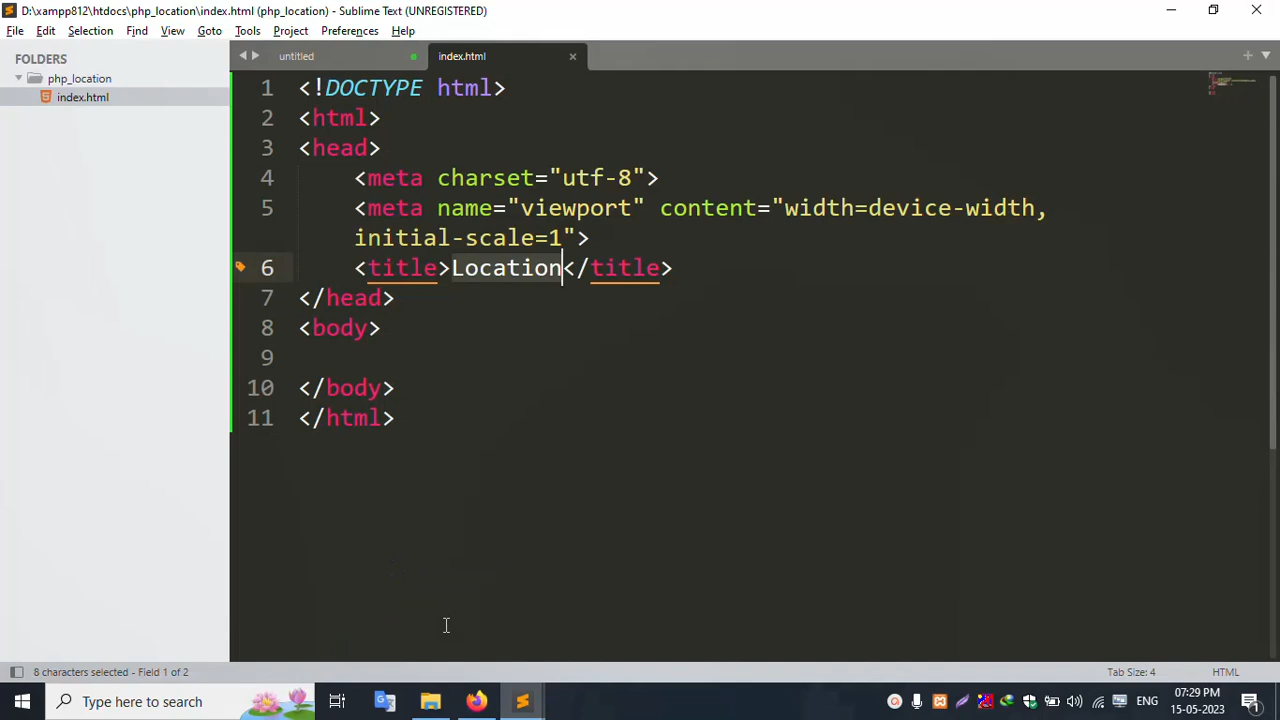 D:\xampp812\htdocs\php_location\index.html (php_location) - Sublime Text (UNREGISTERED)
File Edit Selection Find View Goto Tools Project Preferences Help
FOLDERS
php_location
index.html
untitled
index.html
1 <!DOCTYPE html>
2 <html>
3 <head>
4 <meta charset="utf-8">
5 <meta name="viewport" content="width=device-width,
initial-scale=1">
6 <title>Location</title>
7 </head>
8 <body>
9
10 </body>
11 </html>
8 characters selected - Field 1 of 2
Tab Size: 4
HTML
Type here to search
ENG
07:29 PM
15-05-2023
1